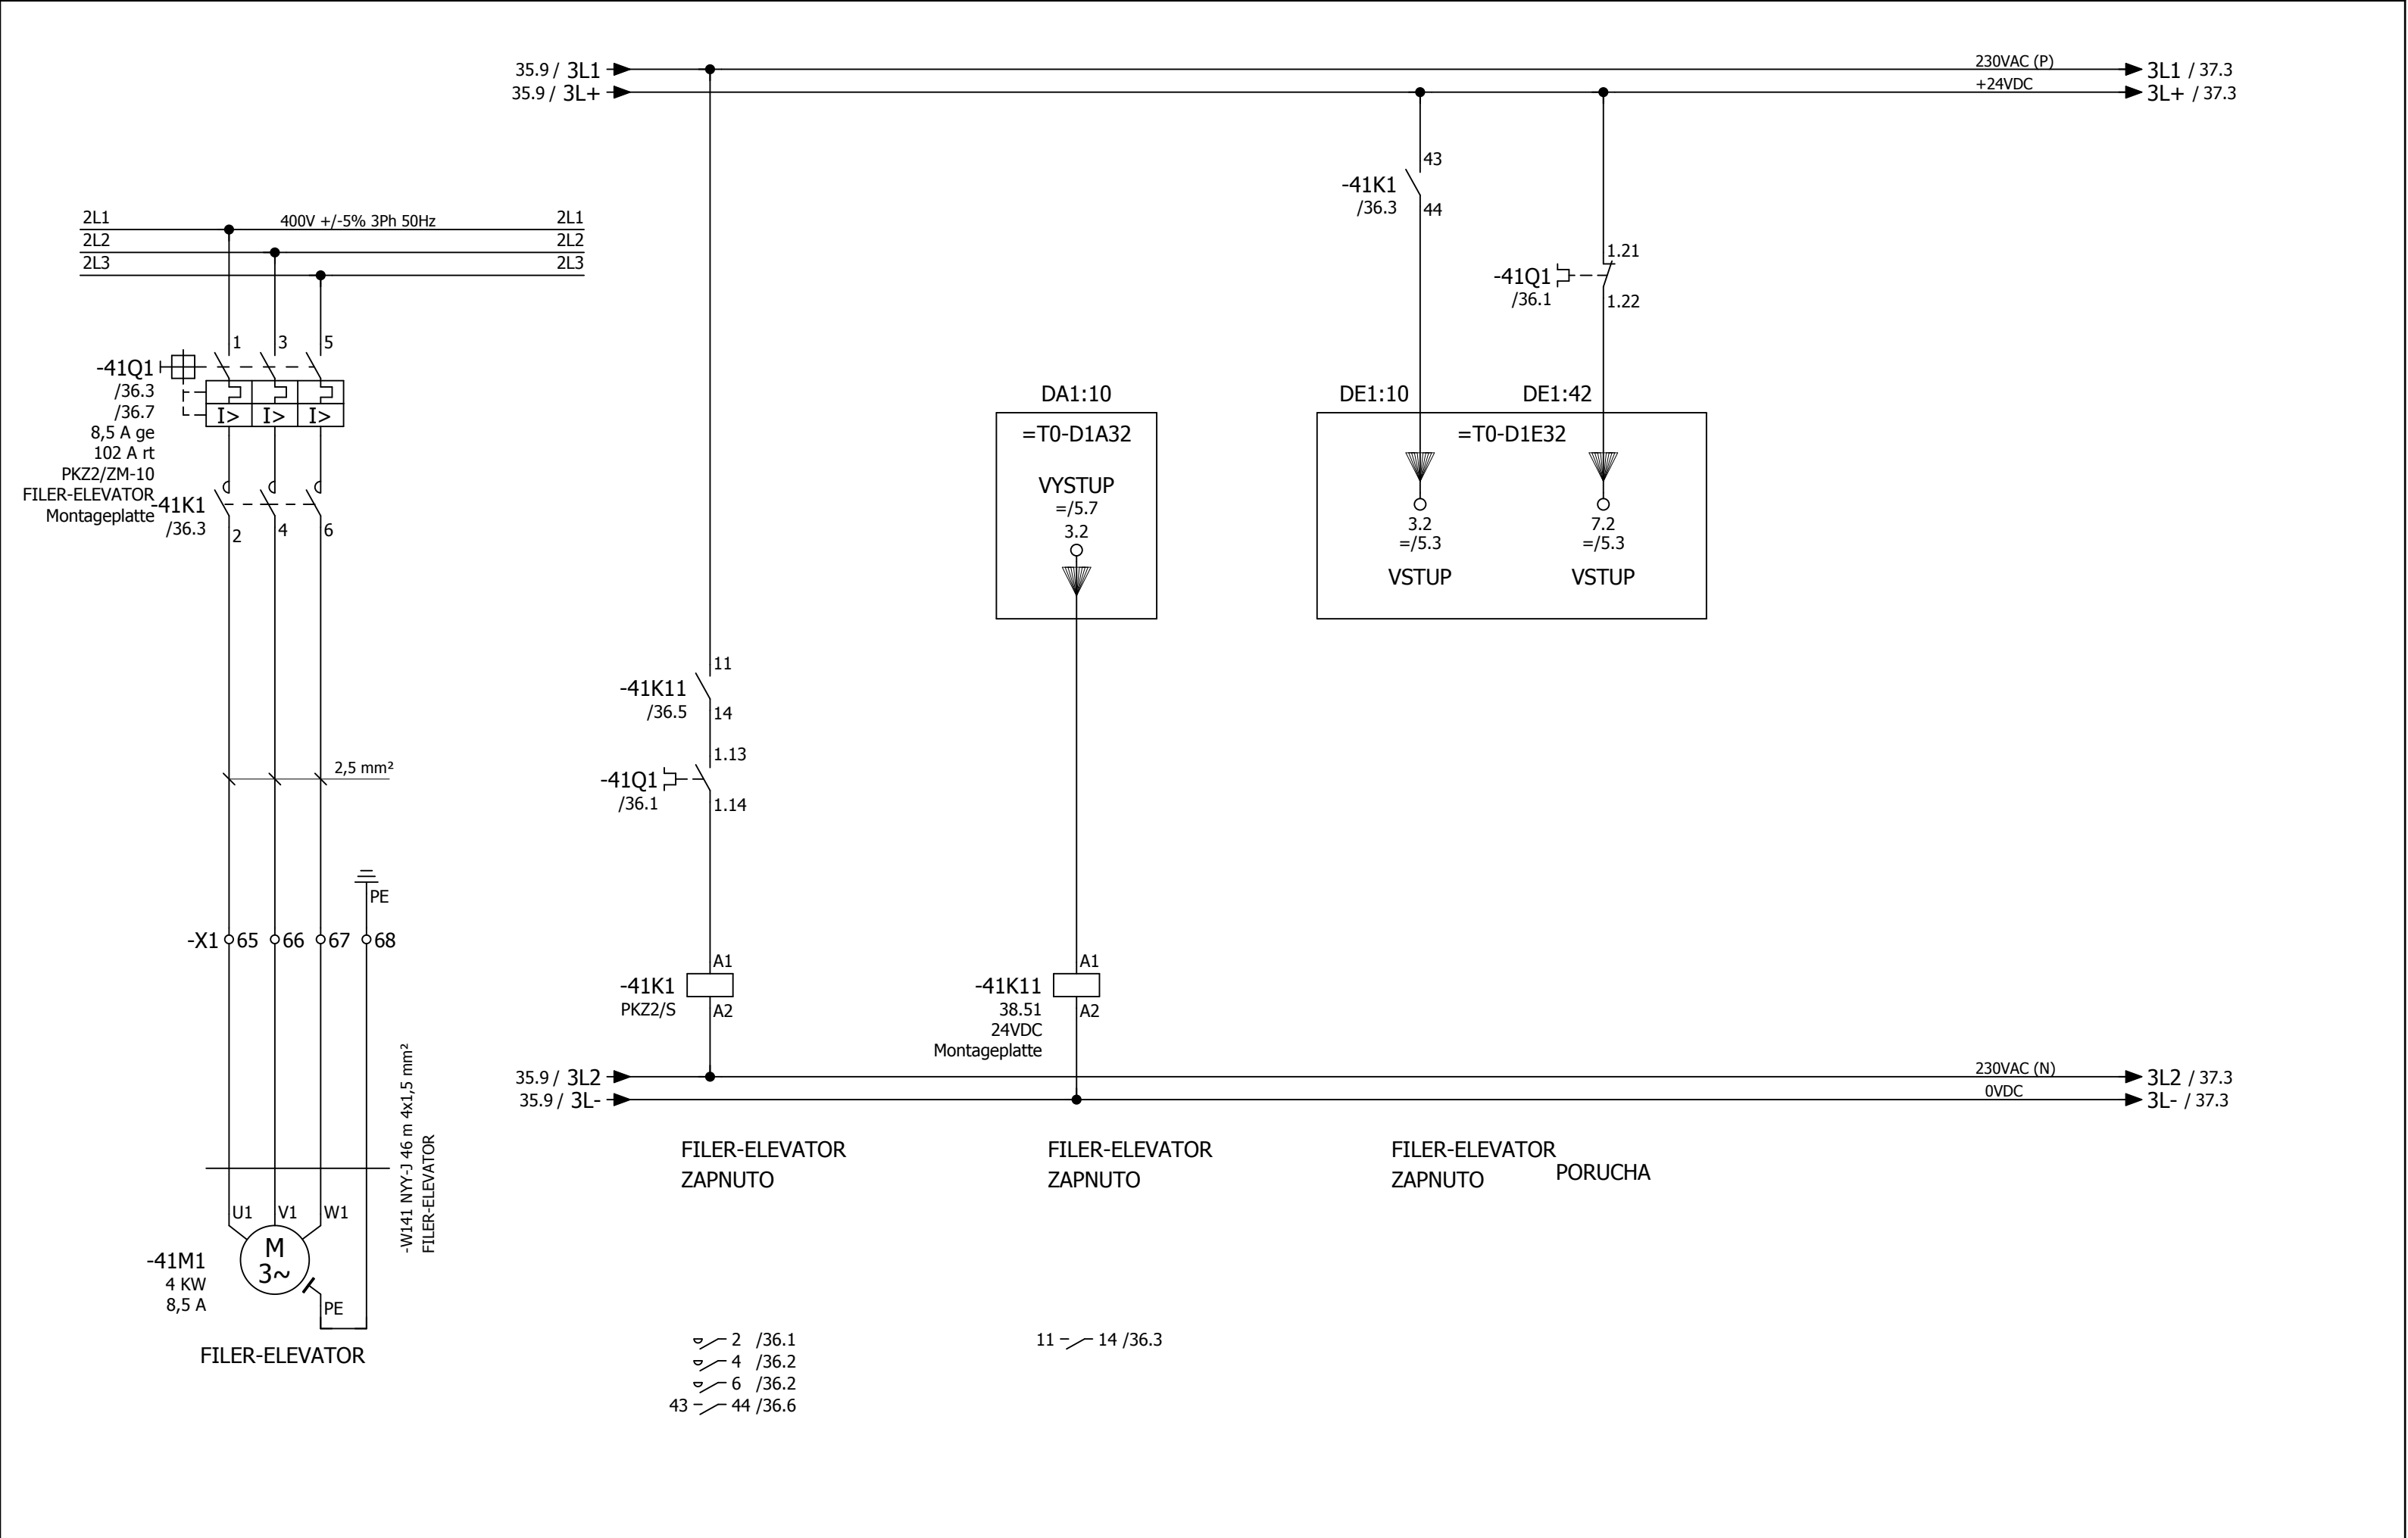 35.9 / 3L1
35.9 / 3L+
230VAC (P)
+24VDC
3L1 / 37.3
3L+ / 37.3
2L1
400V +/-5% 3Ph 50Hz
2L1
2L2
2L2
2L3
2L3
1
3
5
-41Q1
/36.3
/36.7
8,5 A ge
102 A rt
PKZ2/ZM-10
FILER-ELEVATOR
Montageplatte
I>
I>
I>
-41K1
/36.3
2
4
6
2,5 mm²
PE
-X1
65
66
67
68
-W141 NYY-J 46 m 4x1,5 mm²
FILER-ELEVATOR
U1
V1
W1
M
3~
-41M1
4 KW
8,5 A
PE
FILER-ELEVATOR
11
-41K11
/36.5
14
1.13
-41Q1
/36.1
1.14
A1
-41K1
PKZ2/S
A2
DA1:10
=T0-D1A32
VYSTUP
=/5.7
3.2
A1
-41K11
38.51
24VDC
Montageplatte
A2
43
-41K1
/36.3
44
1.21
-41Q1
/36.1
1.22
DE1:10
DE1:42
=T0-D1E32
3.2
=/5.3
VSTUP
7.2
=/5.3
VSTUP
35.9 / 3L2
35.9 / 3L-
230VAC (N)
0VDC
3L2 / 37.3
3L- / 37.3
FILER-ELEVATOR
ZAPNUTO
FILER-ELEVATOR
ZAPNUTO
FILER-ELEVATOR
ZAPNUTO
PORUCHA
2 /36.1
4 /36.2
6 /36.2
43 44 /36.6
11 14 /36.3